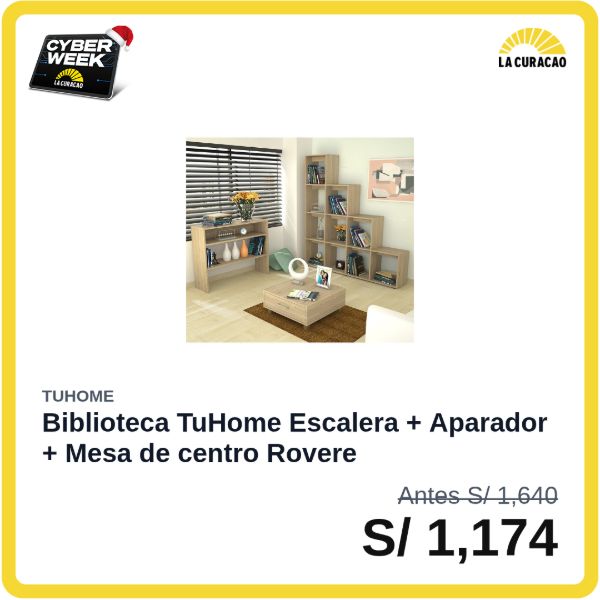 CYBER
WEEK
LA CURACAO
LA CURACAO
TUHOME
Biblioteca TuHome Escalera + Aparador
+ Mesa de centro Rovere
Antes S/ 1,640
S/ 1,174